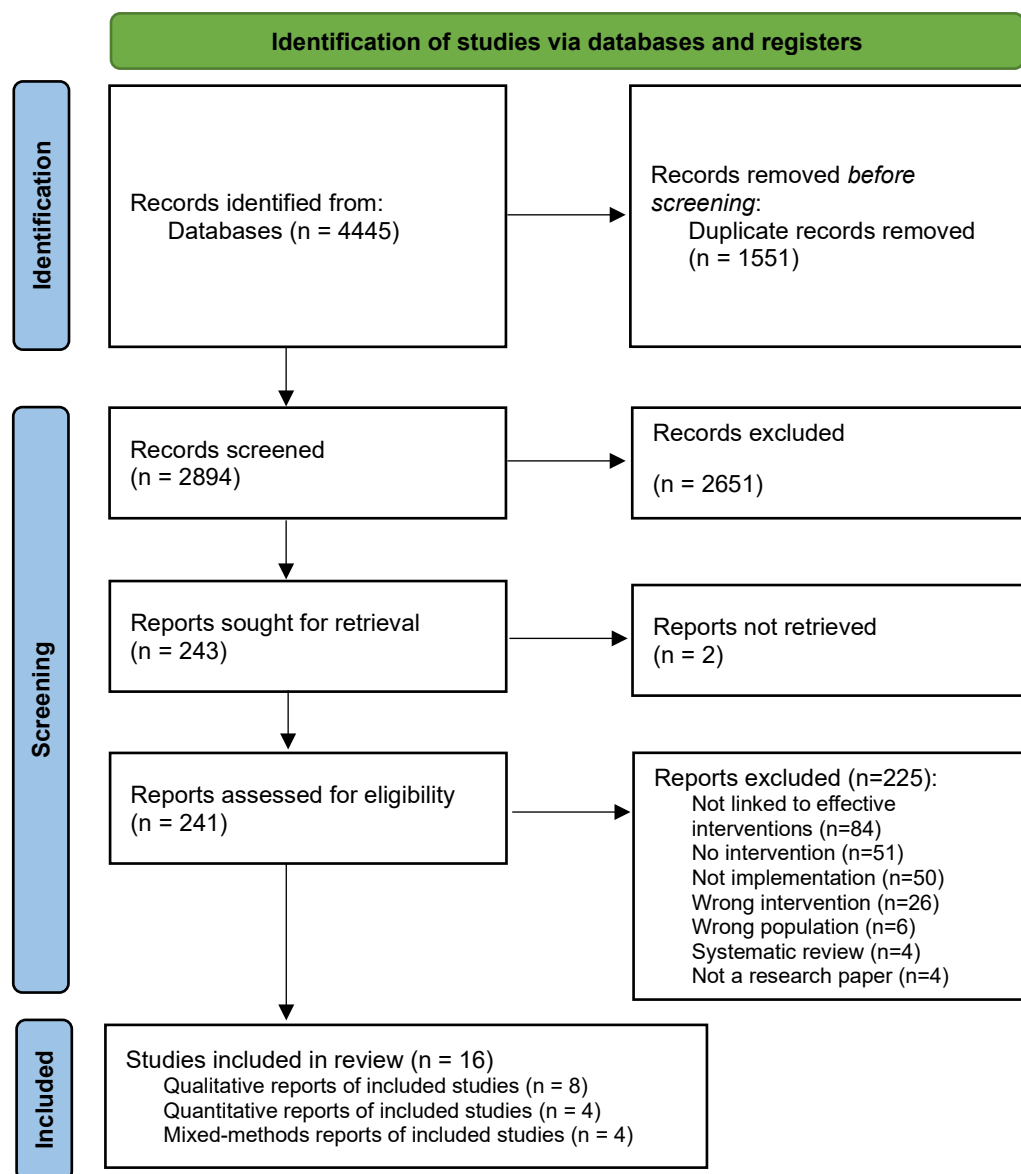 Identification of studies via databases and registers
Identification
Records identified from:
Databases (n = 4445)
Records removed before
screening:
Duplicate records removed
(n = 1551)
Screening
Records screened
(n = 2894)
Records excluded
(n = 2651)
Reports sought for retrieval
(n = 243)
Reports not retrieved
(n = 2)
Reports assessed for eligibility
(n = 241)
Reports excluded (n=225):
Not linked to effective
interventions (n=84)
No intervention (n=51)
Not implementation (n=50)
Wrong intervention (n=26)
Wrong population (n=6)
Systematic review (n=4)
Not a research paper (n=4)
Included
Studies included in review (n = 16)
Qualitative reports of included studies (n = 8)
Quantitative reports of included studies (n = 4)
Mixed-methods reports of included studies (n = 4)